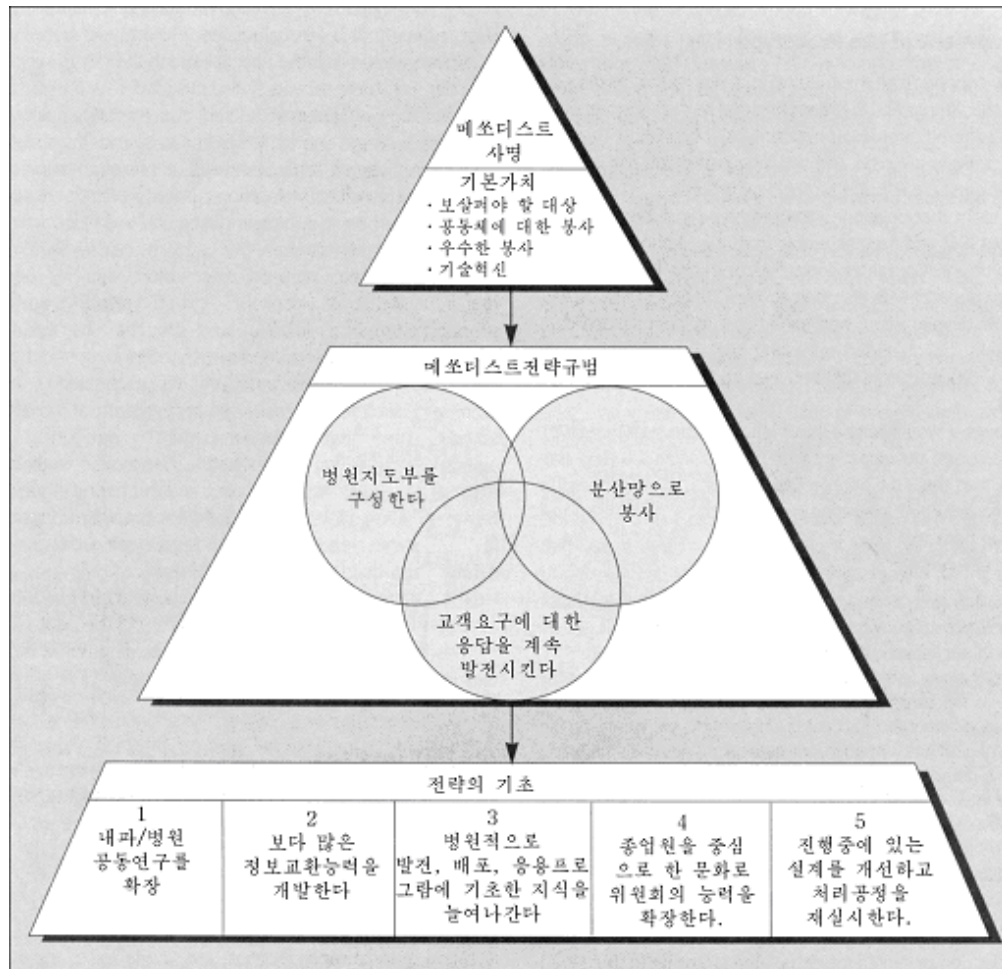 메쏘디스트
사명
기본가치
· 보살펴야 할 대상
· 공동체에 대한 봉사
· 우수한 봉사
· 기술혁신
메쏘디스트전략규범
병원지도부를
구성한다
분산망으로
봉사
고객요구에 대한
응답을 계속
발전시킨다
전략의 기초
1
내과/병원
공동연구를
확장
2
보다 많은
정보교환능력을
개발한다
3
병원적으로
발견, 배포, 응용프로
그람에 기초한 지식을
늘여나간다
4
종업원을 중심
으로 한 문화로
위원회의 능력을
확장한다.
5
진행중에 있는
설계를 개선하고
처리공정을
재실시한다.